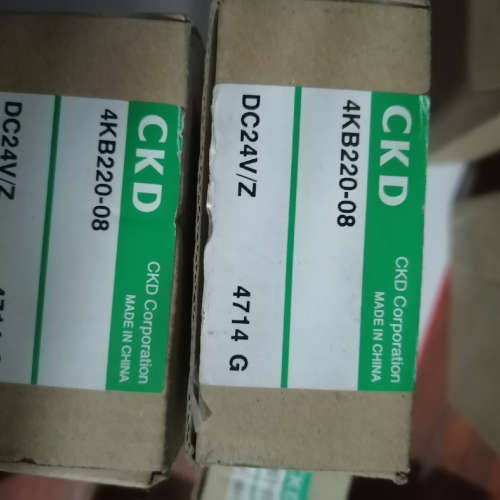 CKD
CKD Corporation
MADE IN CHINA
4KB220-08
DC24V/Z
CKD
CKD Corporation
MADE IN CHINA
4KB220-08
DC24V/Z 4714 G
CKD